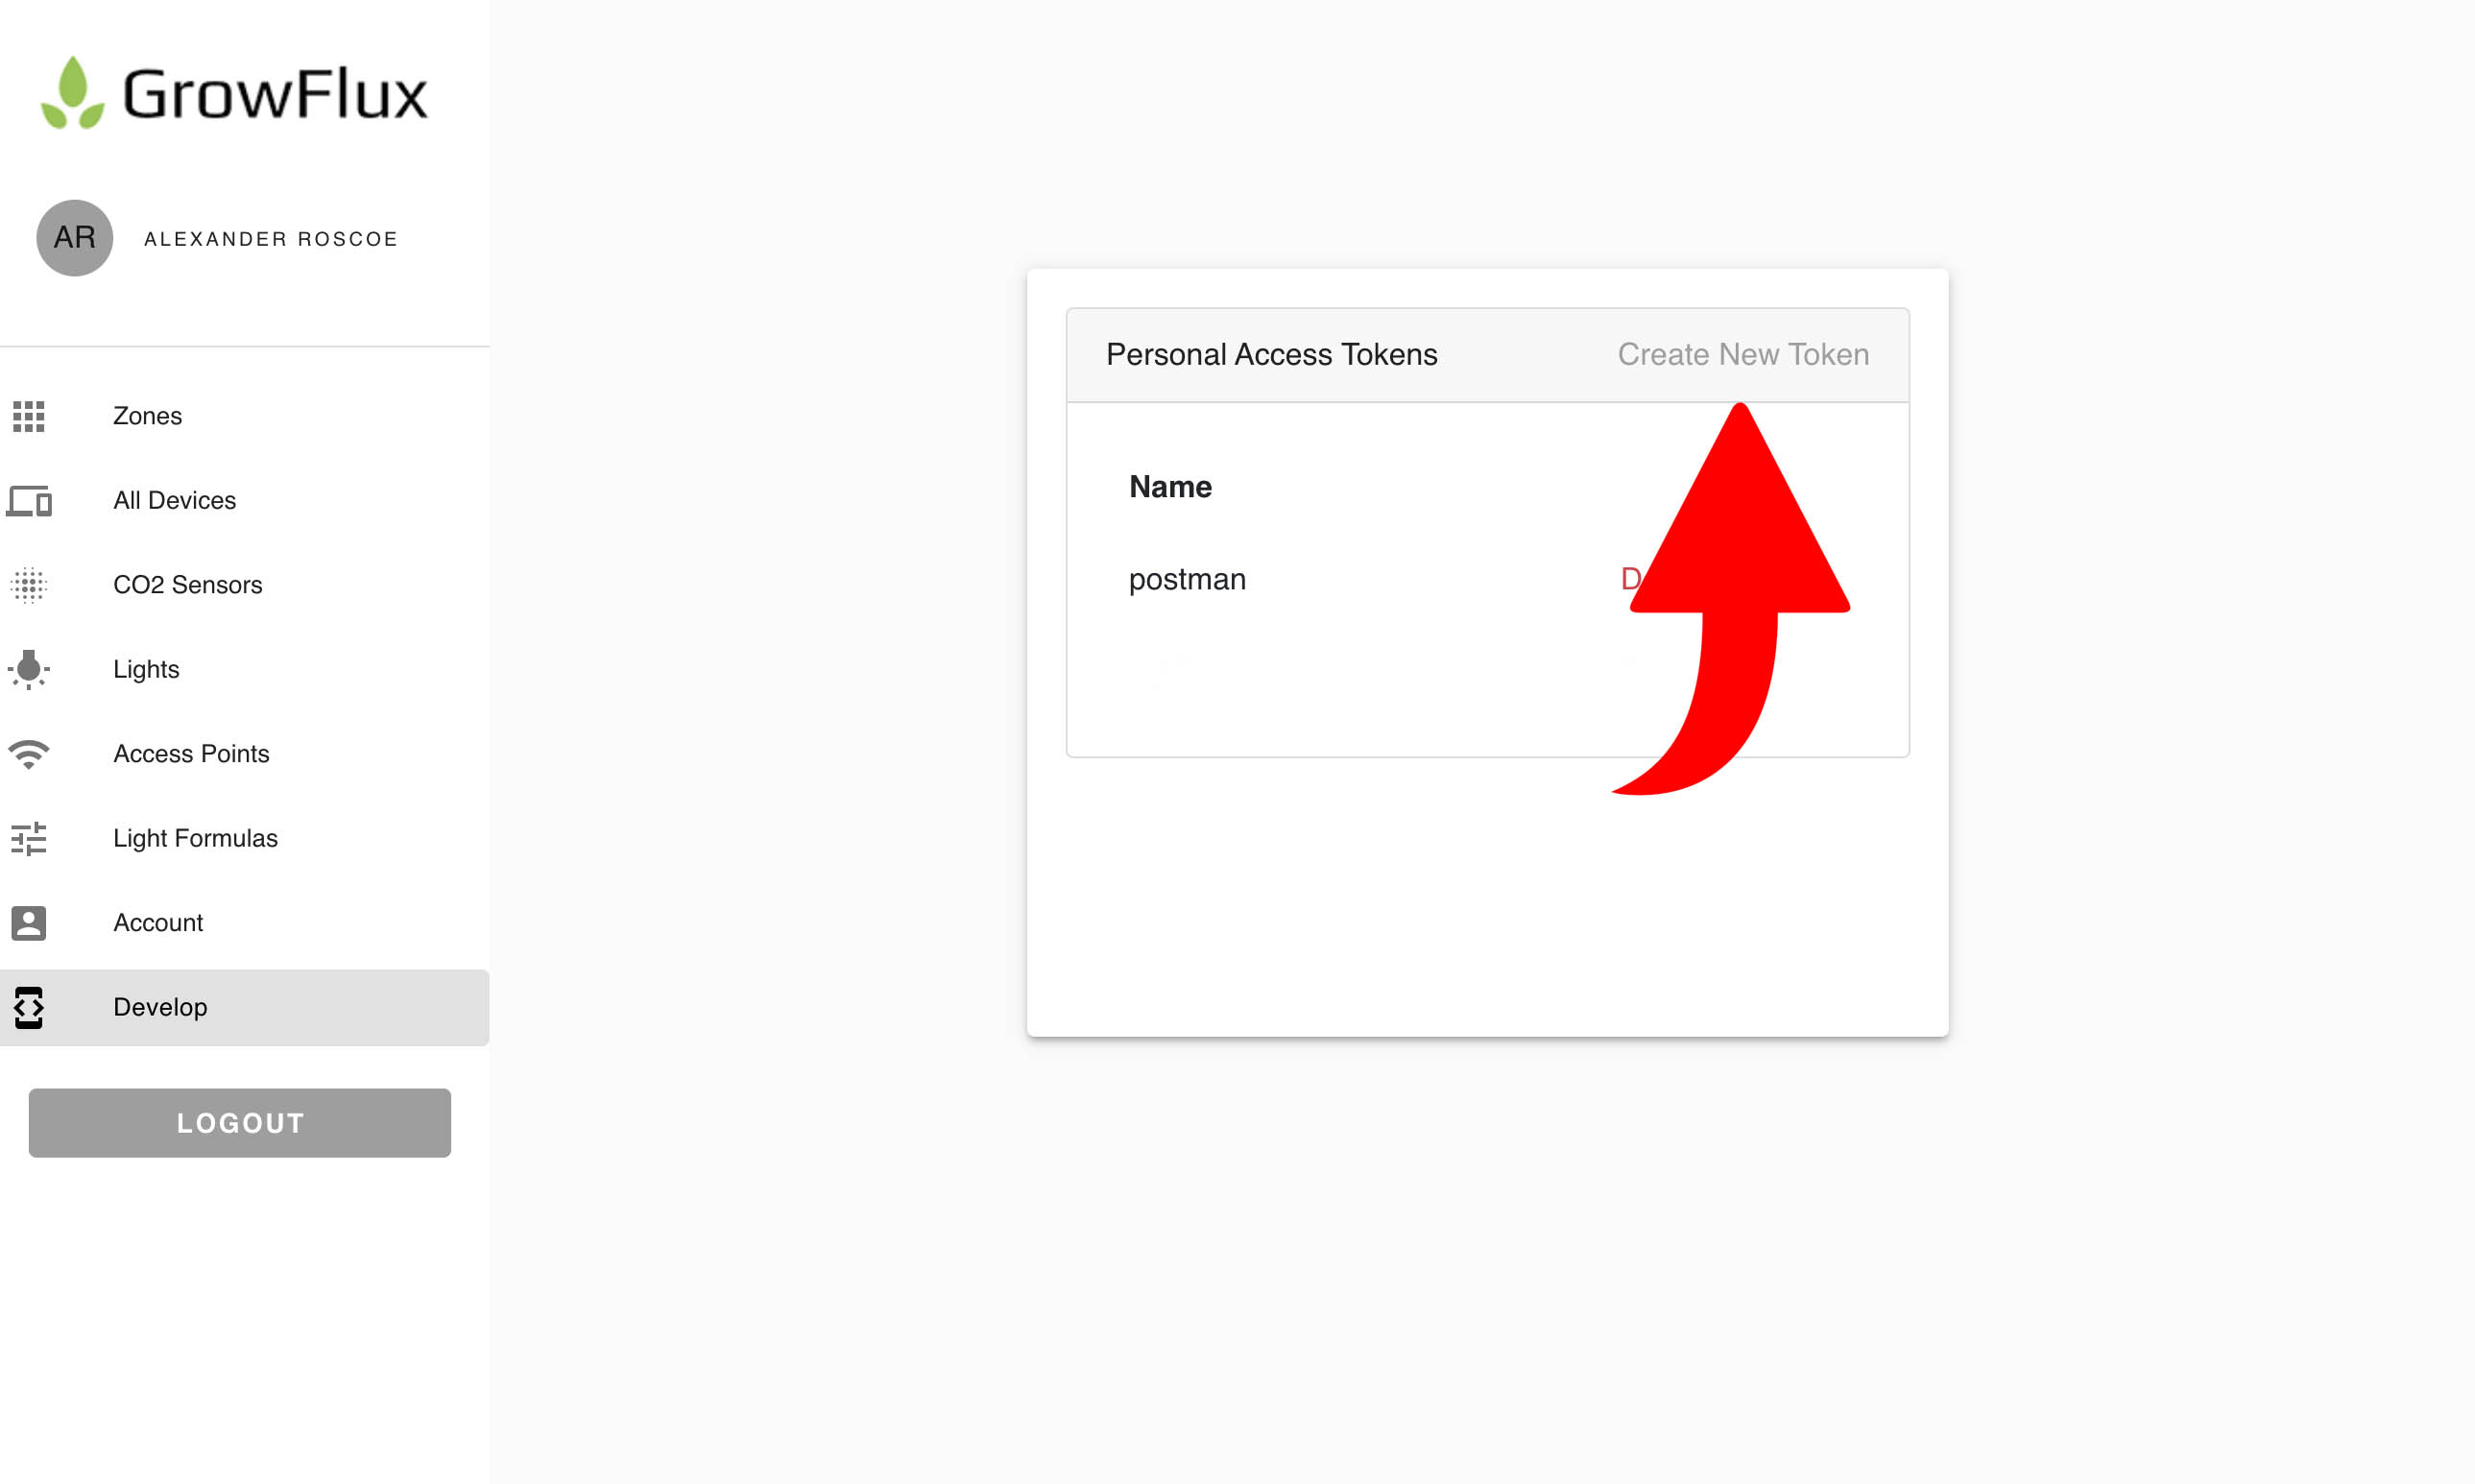 GrowFlux
AR
ALEXANDER ROSCOE
Zones
All Devices
CO2 Sensors
Lights
Access Points
Light Formulas
Account
Develop
LOGOUT
Personal Access Tokens
Create New Token
Name
postman